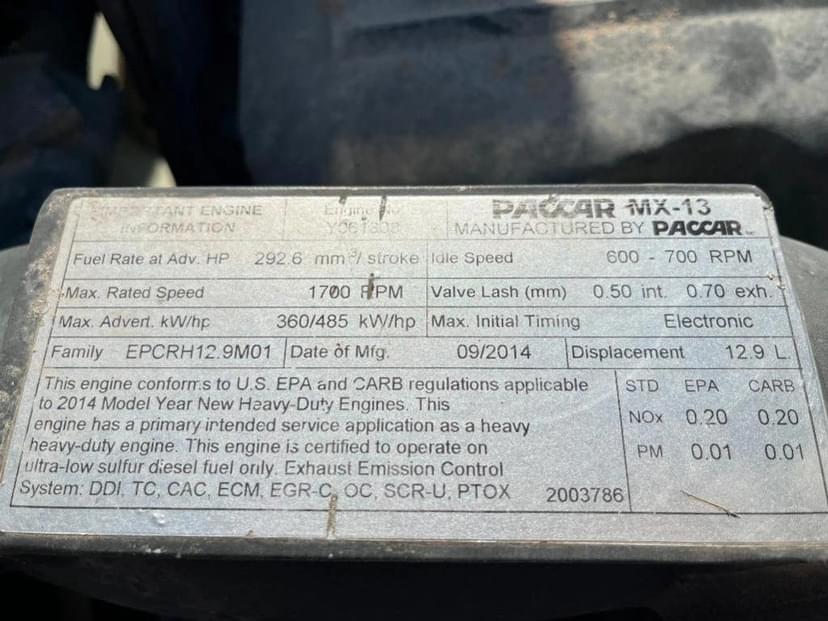 IMPORTANT ENGINE INFORMATION
Engine No.
PACCAR MX-13
MANUFACTURED BY PACCAR
Fuel Rate at Adv. HP 292.6 mm³/ stroke Idle Speed 600 - 700 RPM
Max. Rated Speed 1700 RPM Valve Lash (mm) 0.50 int. 0.70 exh.
Max. Advert. kW/hp 360/485 kW/hp Max. Initial Timing Electronic
Family EPCRH12.9M01 Date of Mfg. 09/2014 Displacement 12.9 L.
This engine conforms to U.S. EPA and CARB regulations applicable
to 2014 Model Year New Heavy-Duty Engines. This
engine has a primary intended service application as a heavy
heavy-duty engine. This engine is certified to operate on
ultra-low sulfur diesel fuel only. Exhaust Emission Control
System: DDI, TC, CAC, ECM, EGR-C, OC, SCR-U, PTOX 2003786
STD EPA CARB
NOx 0.20 0.20
PM 0.01 0.01